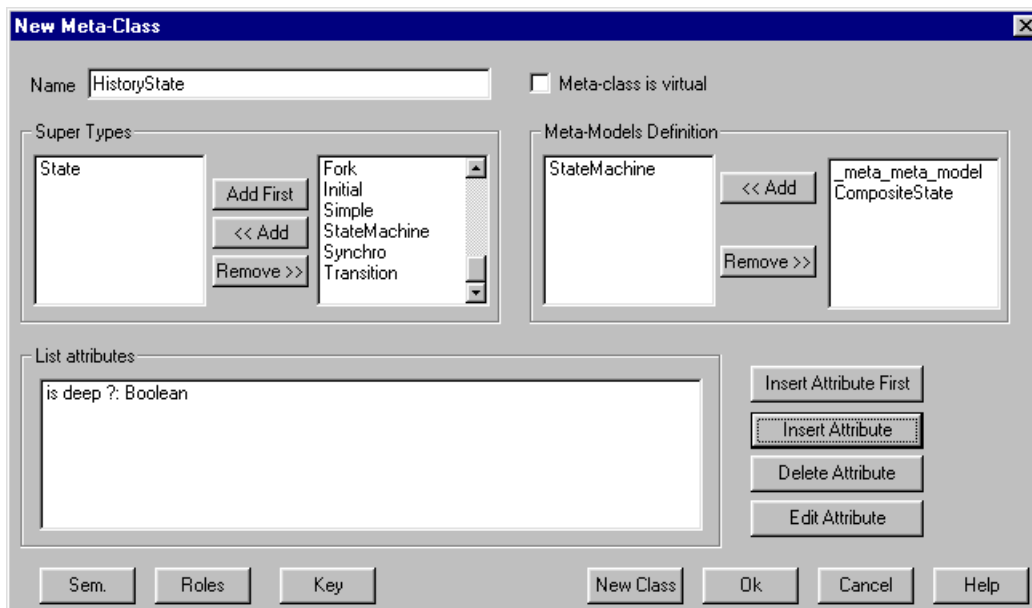 New Meta-Class
Name HistoryState
Meta-class is virtual
Super Types
State
Add First
<< Add
Remove >>
Fork
Initial
Simple
StateMachine
Synchro
Transition
Meta-Models Definition
StateMachine
<< Add
Remove >>
_meta_meta_model
CompositeState
List attributes
is deep ?: Boolean
Insert Attribute First
Insert Attribute
Delete Attribute
Edit Attribute
Sem. Roles Key New Class Ok Cancel Help